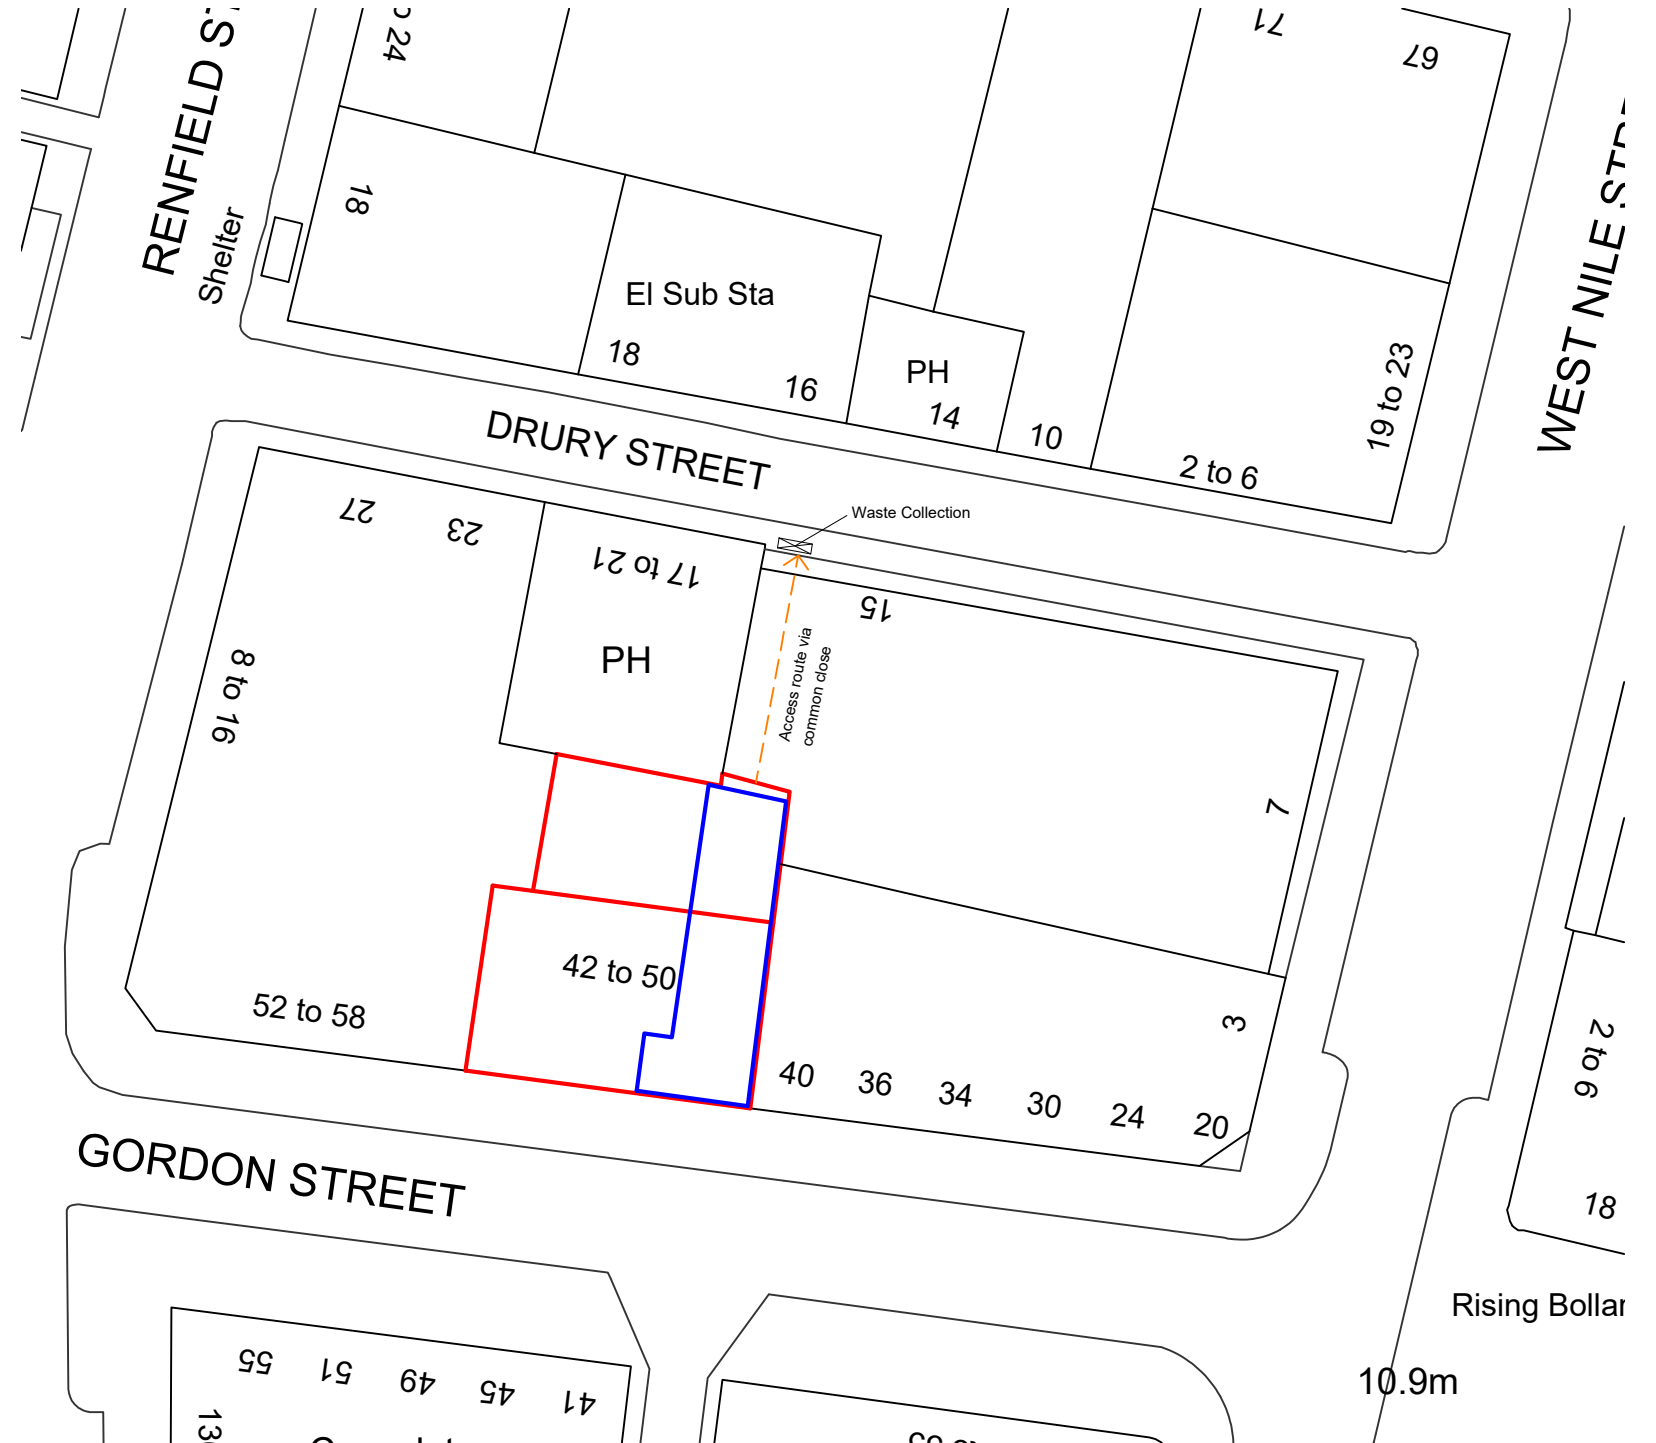 24
71
67
RENFIELD
Shelter
18
El Sub Sta
18
16
PH
14
10
2 to 6
19 to 23
WEST NILE
DRURY STREET
Waste Collection
27
23
17 to 21
PH
15
Access route via
common close
8 to 16
7
42 to 50
52 to 58
3
40
36
34
30
24
20
2 to 6
18
GORDON STREET
Rising
10.9m
55
51
49
45
41